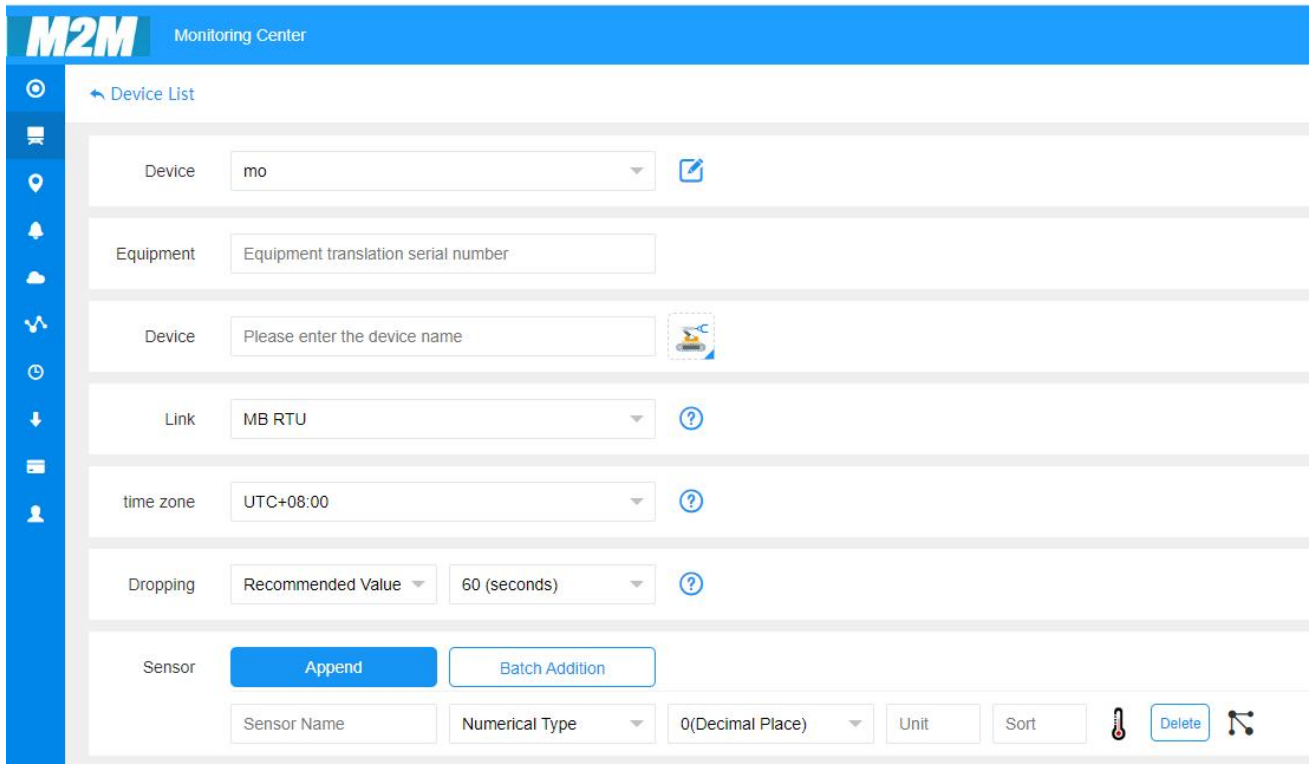 M2M Monitoring Center
Device List
Device mo
Equipment Equipment translation serial number
Device Please enter the device name
Link MB RTU ?
time zone UTC+08:00 ?
Dropping Recommended Value 60 (seconds) ?
Sensor Append Batch Addition
Sensor Name Numerical Type 0(Decimal Place) Unit Sort Delete